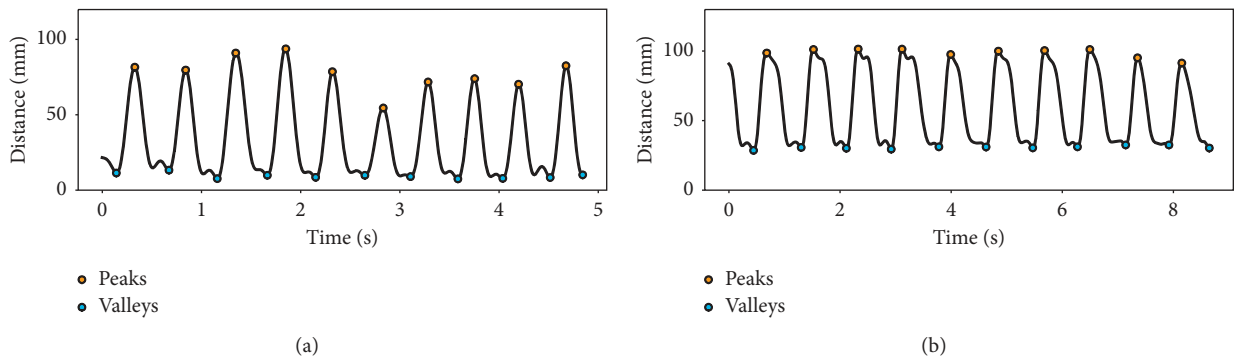 100
50
0
Distance (mm)
0 1 2 3 4 5
Time (s)
Peaks
Valleys
(a)
100
50
0
Distance (mm)
0 2 4 6 8
Time (s)
Peaks
Valleys
(b)